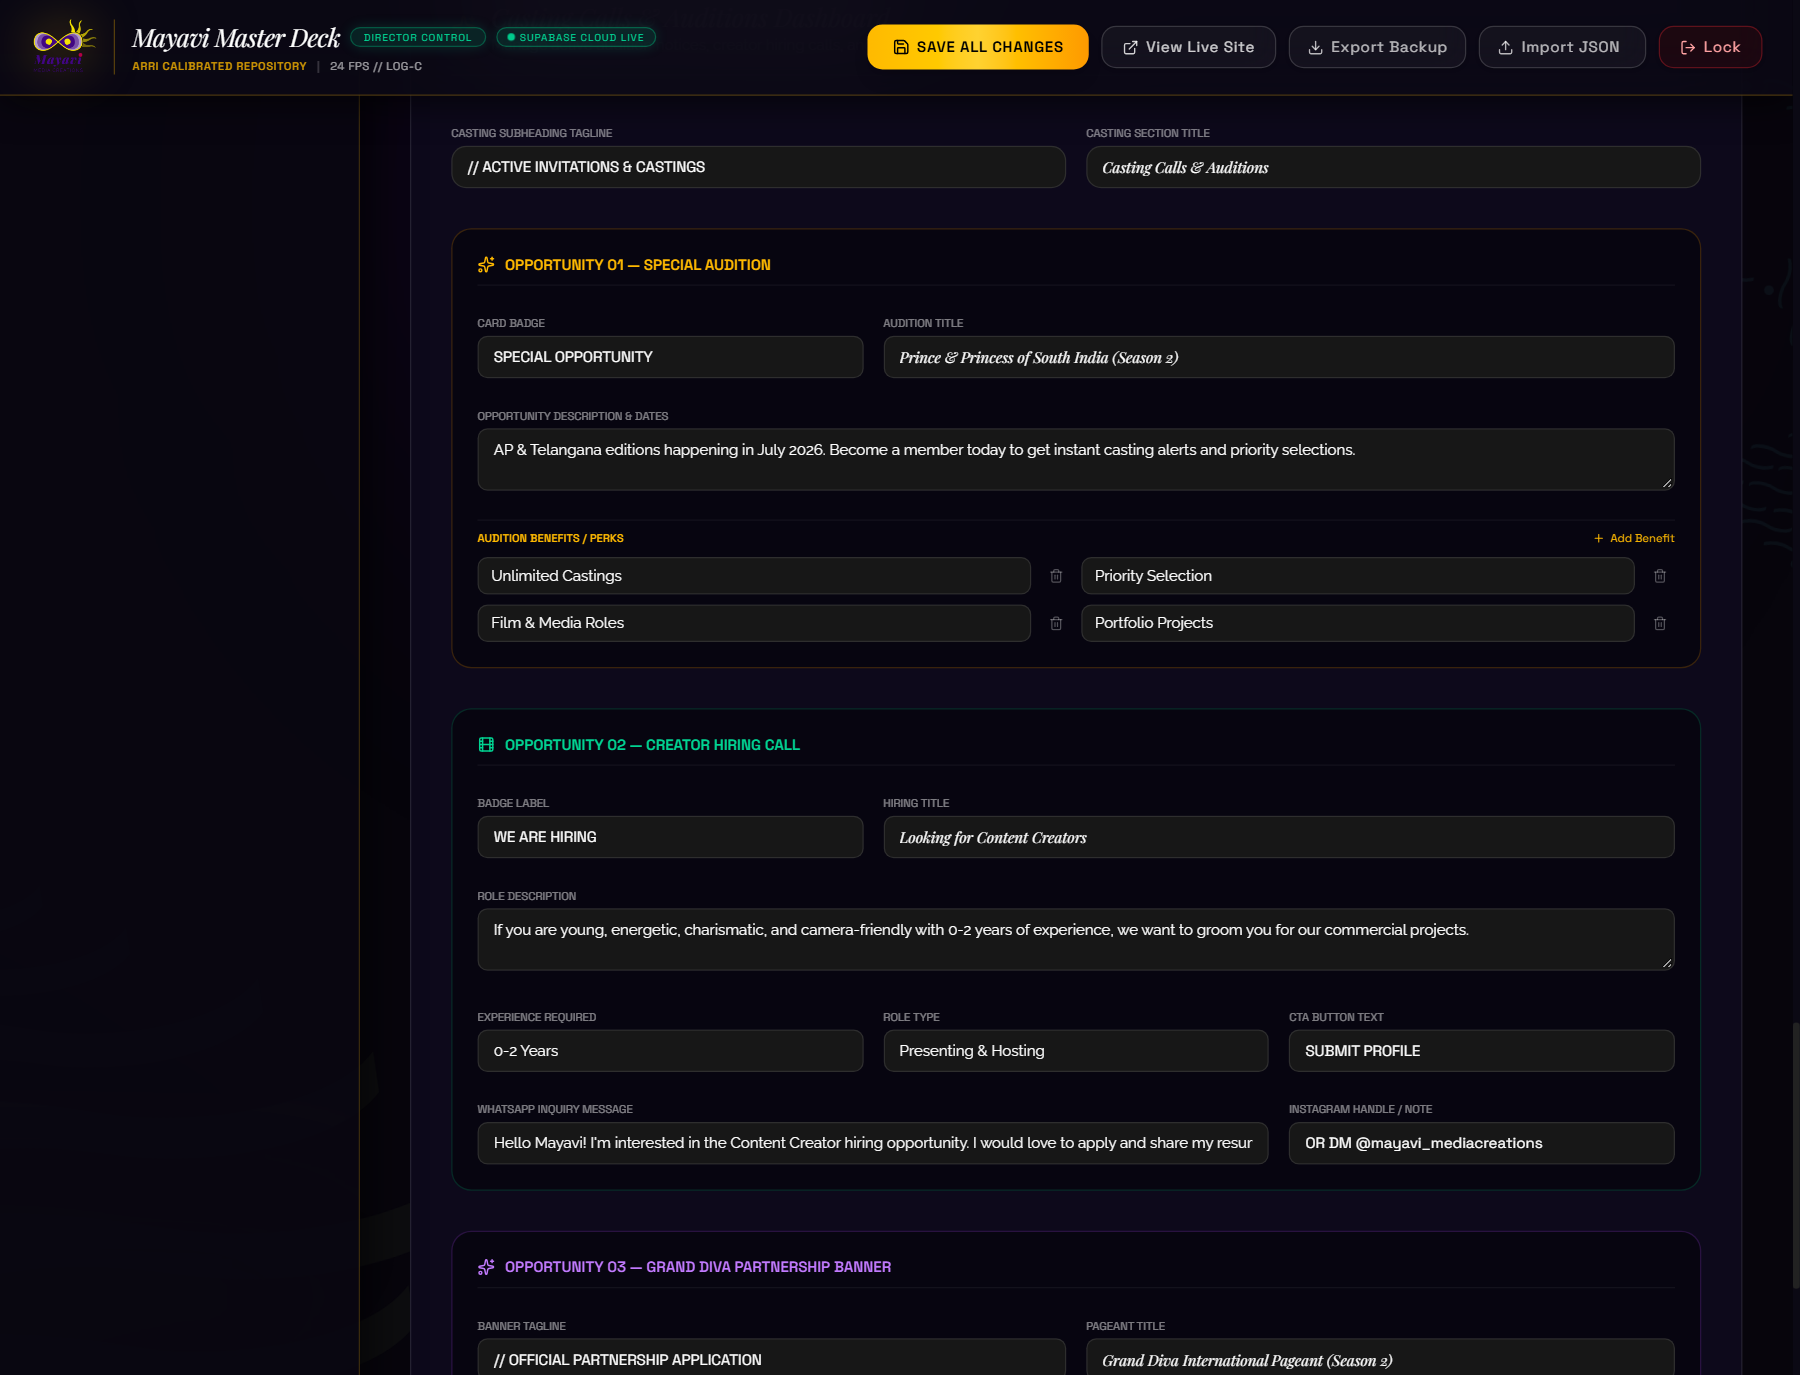 Mayavi
Mayavi Master Deck
DIRECTOR CONTROL
SUPABASE CLOUD LIVE
ARRI CALIBRATED REPOSITORY | 24 FPS // LOG-C
SAVE ALL CHANGES
View Live Site
Export Backup
Import JSON
Lock
CASTING SUBHEADING TAGLINE
// ACTIVE INVITATIONS & CASTINGS
CASTING SECTION TITLE
Casting Calls & Auditions
OPPORTUNITY 01 — SPECIAL AUDITION
CARD BADGE
SPECIAL OPPORTUNITY
AUDITION TITLE
Prince & Princess of South India (Season 2)
OPPORTUNITY DESCRIPTION & DATES
AP & Telangana editions happening in July 2026. Become a member today to get instant casting alerts and priority selections.
AUDITION BENEFITS / PERKS
+ Add Benefit
Unlimited Castings
Priority Selection
Film & Media Roles
Portfolio Projects
OPPORTUNITY 02 — CREATOR HIRING CALL
BADGE LABEL
WE ARE HIRING
HIRING TITLE
Looking for Content Creators
ROLE DESCRIPTION
If you are young, energetic, charismatic, and camera-friendly with 0-2 years of experience, we want to groom you for our commercial projects.
EXPERIENCE REQUIRED
0-2 Years
ROLE TYPE
Presenting & Hosting
CTA BUTTON TEXT
SUBMIT PROFILE
WHATSAPP INQUIRY MESSAGE
Hello Mayavi! I'm interested in the Content Creator hiring opportunity. I would love to apply and share my resur
INSTAGRAM HANDLE / NOTE
OR DM @mayavi_mediacreations
OPPORTUNITY 03 — GRAND DIVA PARTNERSHIP BANNER
BANNER TAGLINE
// OFFICIAL PARTNERSHIP APPLICATION
PAGEANT TITLE
Grand Diva International Pageant (Season 2)